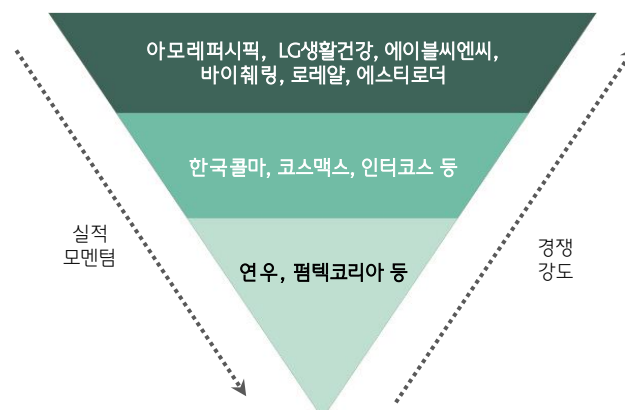 아모레퍼시픽, LG생활건강, 에이블씨엔씨,
바이췌링, 로레얄, 에스티로더
한국콜마, 코스맥스, 인터코스 등
실적
모멘텀
경쟁
강도
연우, 펌텍코리아 등